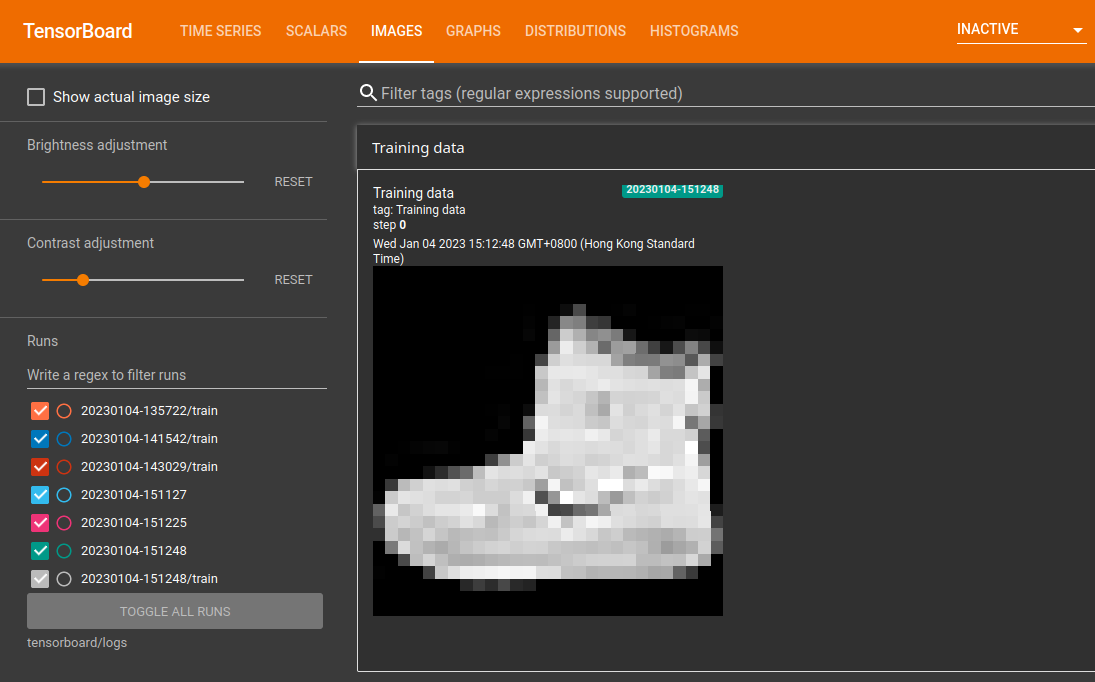 TensorBoard TIME SERIES SCALARS IMAGES GRAPHS DISTRIBUTIONS HISTOGRAMS INACTIVE
Show actual image size
Brightness adjustment
RESET
Contrast adjustment
RESET
Runs
Write a regex to filter runs
20230104-135722/train
20230104-141542/train
20230104-143029/train
20230104-151127
20230104-151225
20230104-151248
20230104-151248/train
TOGGLE ALL RUNS
tensorboard/logs
Filter tags (regular expressions supported)
Training data
Training data 20230104-151248
tag: Training data
step 0
Wed Jan 04 2023 15:12:48 GMT+0800 (Hong Kong Standard
Time)